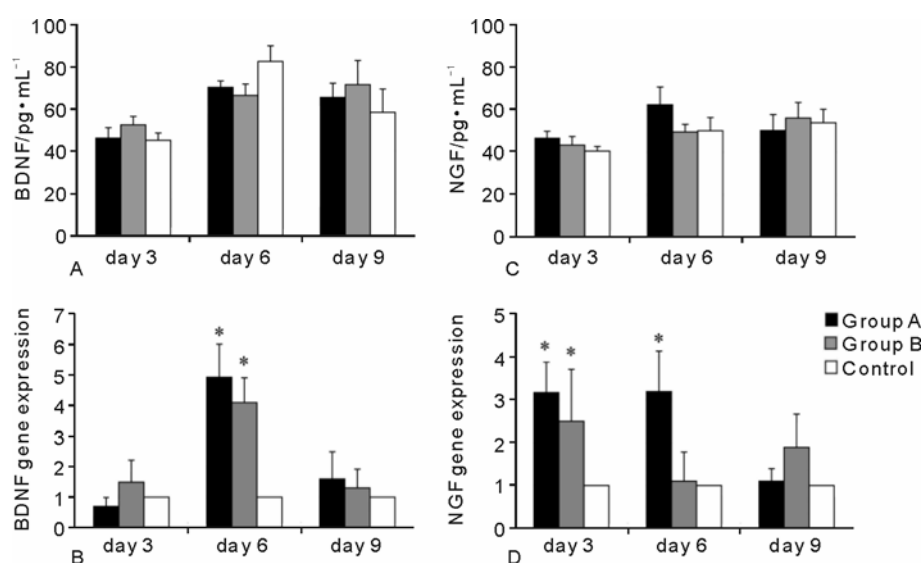 BDNF/pg•mL⁻¹
100
80
60
40
20
0
day 3
day 6
day 9
A
NGF/pg•mL⁻¹
100
80
60
40
20
0
day 3
day 6
day 9
C
BDNF gene expression
7
6
5
4
3
2
1
0
*
*
day 3
day 6
day 9
B
NGF gene expression
5
4
3
2
1
0
*
*
*
day 3
day 6
day 9
D
Group A
Group B
Control